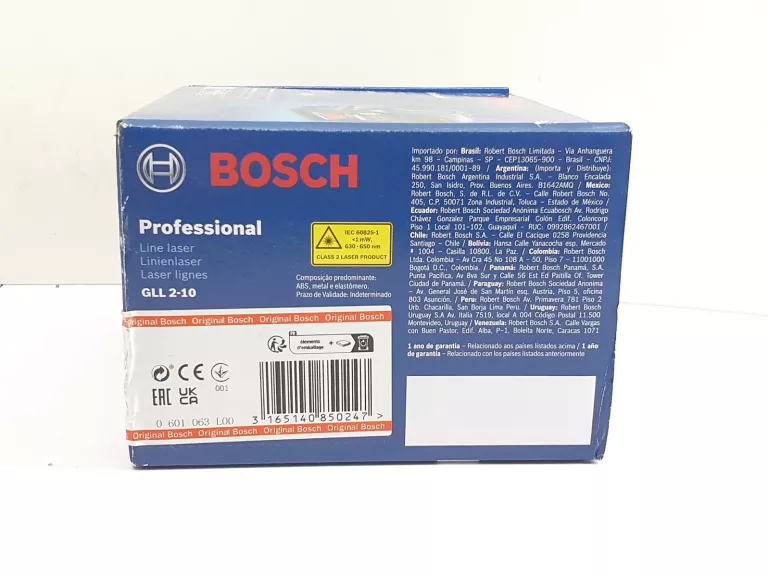 BOSCH
Professional
Line laser
Linienlaser
Laser lignes
GLL 2-10
IEC 60825-1
<1 mW,
630 - 650 nm
CLASS 2 LASER PRODUCT
Composição predominante:
ABS, metal e elastômero.
Prazo de Validade: Indeterminado
Original Bosch Original Bosch Original Bosch Original Bosch
FR
éléments
d'emballage
+
CE
001
EAC
UK
CA
0 601 063 L00
3 165140 850247 >
Original Bosch Original Bosch Original Bosch Original Bosch
Importado por: Brasil: Robert Bosch Limitada - Via Anhanguera
km 98 - Campinas - SP - CEP13065-900 - Brasil - CNPJ:
45.990.181/0001-89 / Argentina: (Importa y Distribuye):
Robert Bosch Argentina Industrial S.A. - Blanco Encalada
250, San Isidro, Prov. Buenos Aires. B1642AMQ / Mexico:
Robert Bosch, S. de R.L. de C.V. - Circuito Robert Bosch No.
405, C.P. 50071 Zona Industrial, Toluca - Estado de México /
Ecuador: Robert Bosch Sociedad Anónima Ecuabosch Av. Rodrigo
Chávez Gonzalez Parque Empresarial Colón Edif. Coloncorp
Piso 1 Local 101-102, Guayaquil - RUC: 0992862467001 /
Chile: Robert Bosch S.A. - Calle El Cacique 0258 Providencia
Santiago - Chile / Bolivia: Hansa Calle Yanacocha esp. Mercado
# 1004 - Casilla 10800. La Paz. / Colombia: Robert Bosch
Ltda. Colombia - Av Cra 45 No 108 A - 50, Piso 7 - 11001000
Bogotá D.C., Colombia. / Panamá: Robert Bosch Panamá S.A.
Punta Pacífica, Av 8va Sur y Calle 56 Est Ed Patilla Of. Tower
Ciudad de Panamá. / Paraguay: Robert Bosch Sociedad Anonima
- Av. General José de San Martín esq. Austria, Piso 5, oficina
803 Asunción, / Peru: Robert Bosch Av. Primavera 781 Piso 2
Urb. Chacarilla, San Borja Lima Peru. / Uruguay: Robert Bosch
Uruguay S.A Av. Italia 7519, local a 004 Código Postal 11.500
Montevideo, Uruguay / Venezuela: Robert Bosch S.A. Calle Vargas
con Buen Pastor, Edif. Alba, P-1. Boleíta Norte, Caracas 1071
1 ano de garantia - Relacionado aos países listados acima / 1 año
de garantía - Relacionado con los países listados anteriormente